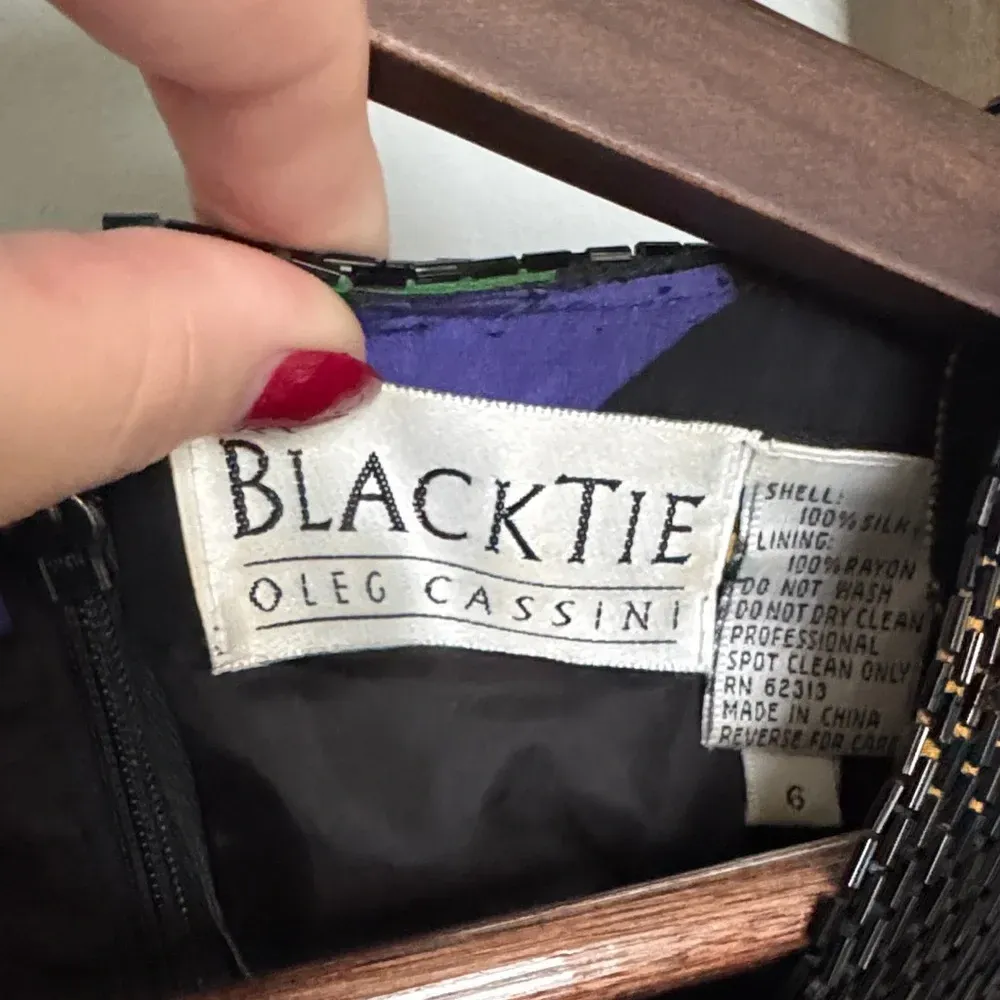 BLACKTIE
OLEG CASSINI
SHELL:
100% SILK
LINING:
100% RAYON
DO NOT WASH
DO NOT DRY CLEAN
PROFESSIONAL
SPOT CLEAN ONLY
RN 62313
MADE IN CHINA
REVERSE FOR CARE
6